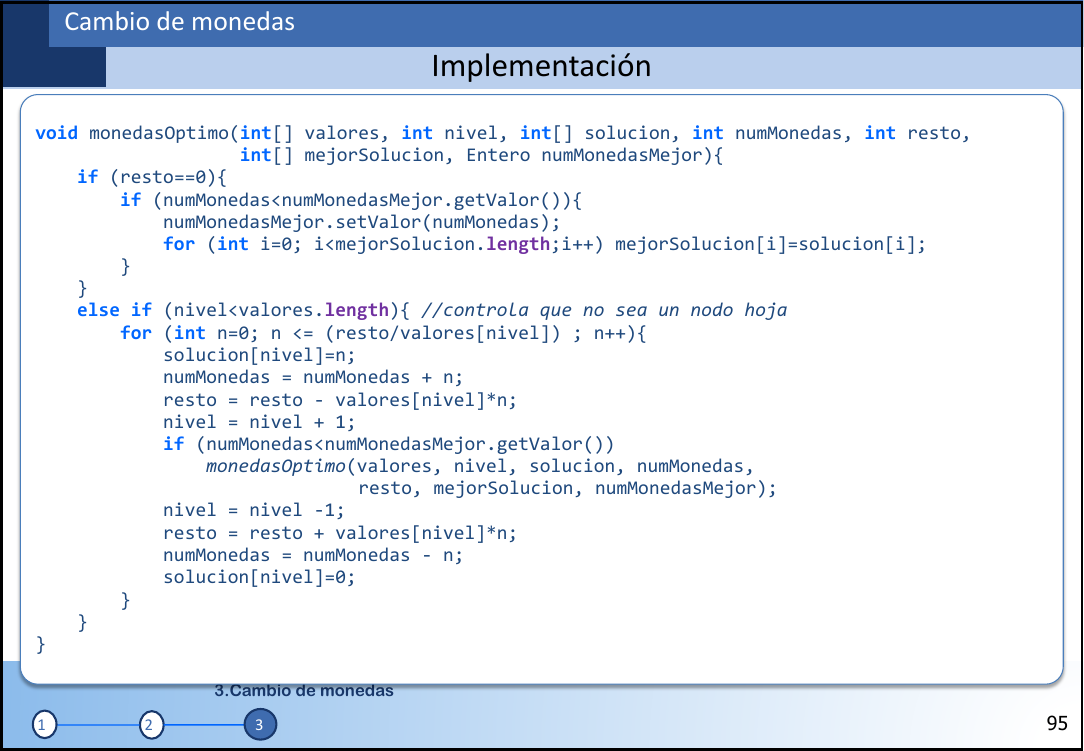 Cambio de monedas
Implementación
void monedasOptimo(int[] valores, int nivel, int[] solucion, int numMonedas, int resto,
                   int[] mejorSolucion, Entero numMonedasMejor){
    if (resto==0){
        if (numMonedas<numMonedasMejor.getValor()){
            numMonedasMejor.setValor(numMonedas);
            for (int i=0; i<mejorSolucion.length;i++) mejorSolucion[i]=solucion[i];
        }
    }
    else if (nivel<valores.length){ //controla que no sea un nodo hoja
        for (int n=0; n <= (resto/valores[nivel]) ; n++){
            solucion[nivel]=n;
            numMonedas = numMonedas + n;
            resto = resto - valores[nivel]*n;
            nivel = nivel + 1;
            if (numMonedas<numMonedasMejor.getValor())
                monedasOptimo(valores, nivel, solucion, numMonedas,
                              resto, mejorSolucion, numMonedasMejor);
            nivel = nivel -1;
            resto = resto + valores[nivel]*n;
            numMonedas = numMonedas - n;
            solucion[nivel]=0;
        }
    }
}
3.Cambio de monedas
1 2 3
95